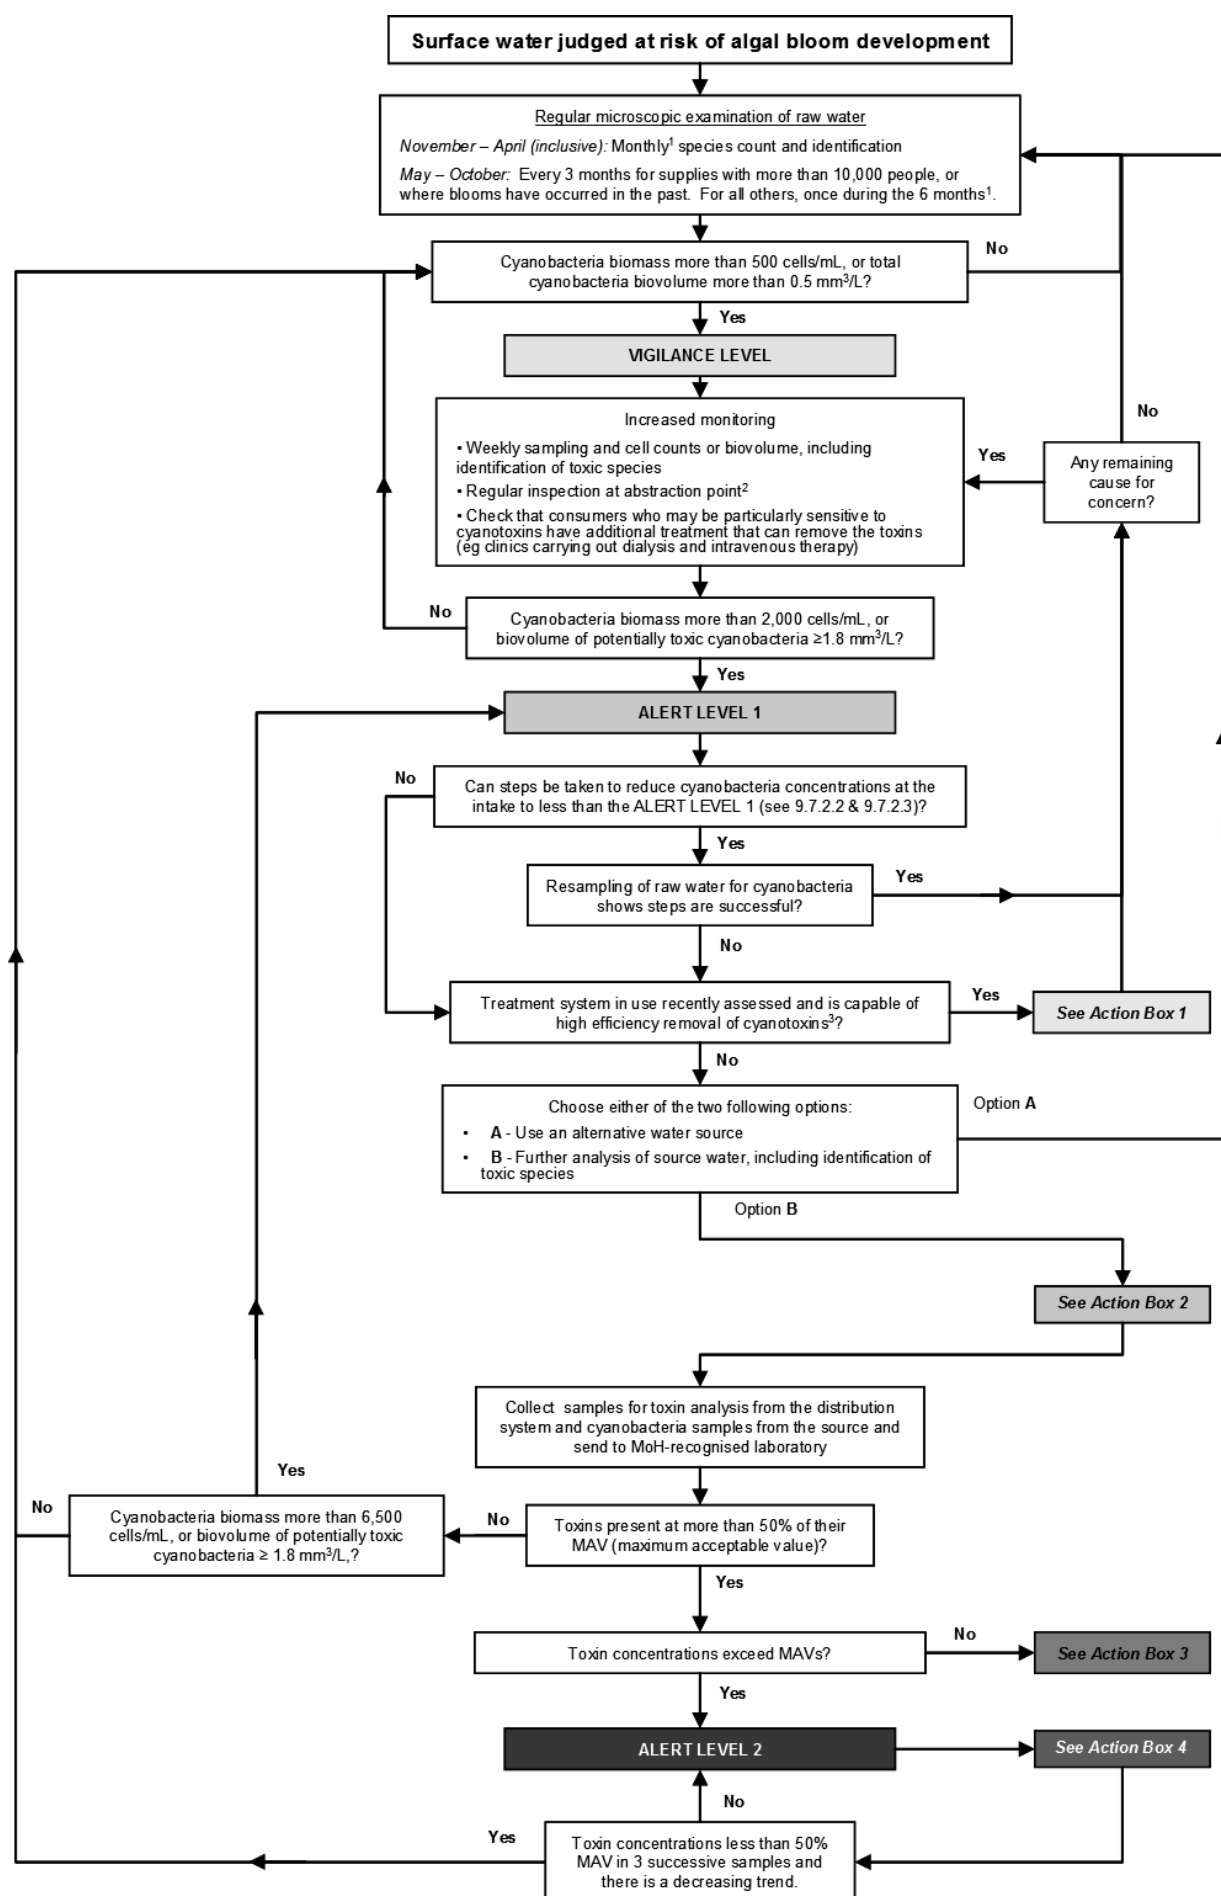 Surface water judged at risk of algal bloom development
Regular microscopic examination of raw water
November – April (inclusive): Monthly¹ species count and identification
May – October: Every 3 months for supplies with more than 10,000 people, or
where blooms have occurred in the past. For all others, once during the 6 months¹.
No
Cyanobacteria biomass more than 500 cells/mL, or total
cyanobacteria biovolume more than 0.5 mm³/L?
Yes
VIGILANCE LEVEL
Increased monitoring
▪ Weekly sampling and cell counts or biovolume, including
identification of toxic species
▪ Regular inspection at abstraction point²
▪ Check that consumers who may be particularly sensitive to
cyanotoxins have additional treatment that can remove the toxins
(eg clinics carrying out dialysis and intravenous therapy)
No
Yes
Any remaining
cause for
concern?
No
Cyanobacteria biomass more than 2,000 cells/mL, or
biovolume of potentially toxic cyanobacteria ≥1.8 mm³/L?
Yes
ALERT LEVEL 1
No
Can steps be taken to reduce cyanobacteria concentrations at the
intake to less than the ALERT LEVEL 1 (see 9.7.2.2 & 9.7.2.3)?
Yes
Resampling of raw water for cyanobacteria
shows steps are successful?
Yes
No
Treatment system in use recently assessed and is capable of
high efficiency removal of cyanotoxins³?
Yes
See Action Box 1
No
Choose either of the two following options:
• A - Use an alternative water source
• B - Further analysis of source water, including identification of
toxic species
Option A
Option B
See Action Box 2
Collect samples for toxin analysis from the distribution
system and cyanobacteria samples from the source and
send to MoH-recognised laboratory
Yes
No
Cyanobacteria biomass more than 6,500
cells/mL, or biovolume of potentially toxic
cyanobacteria ≥ 1.8 mm³/L,?
No
Toxins present at more than 50% of their
MAV (maximum acceptable value)?
Yes
Toxin concentrations exceed MAVs?
No
See Action Box 3
Yes
ALERT LEVEL 2
See Action Box 4
No
Yes
Toxin concentrations less than 50%
MAV in 3 successive samples and
there is a decreasing trend.